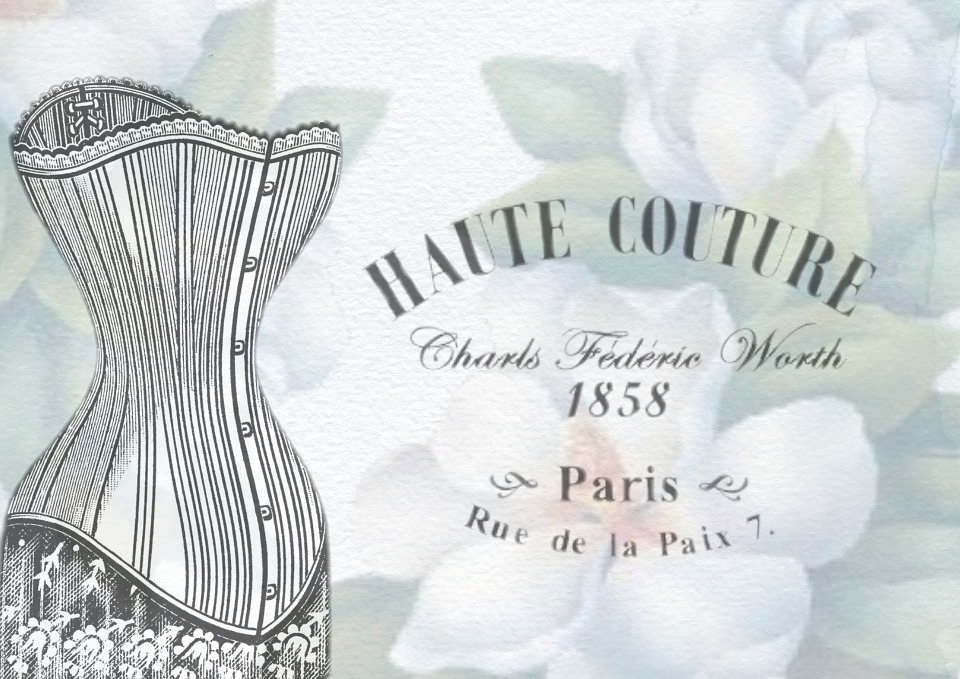 HAUTE COUTURE
Charls Fédéric Worth
1858
Paris
Rue de la Paix 7.